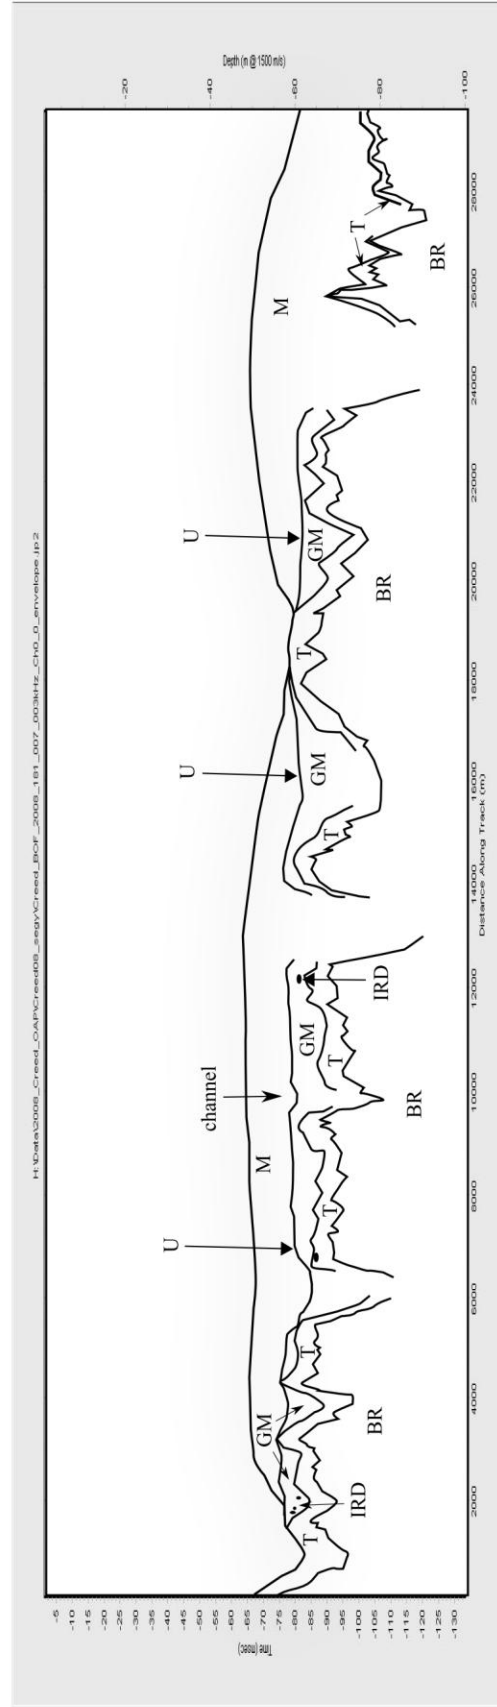 H:\Data\2008_Creed_OAP\Creed08_segy\Creed_BOF_2008_181_007_003kHz_Ch0_0_envelope.jp2
Time (msec)
-5
-10
-15
-20
-25
-30
-35
-40
-45
-50
-55
-60
-65
-70
-75
-80
-85
-90
-95
-100
-105
-110
-115
-120
-130
Depth (m @ 1500 m/s)
-20
-40
-60
-80
-100
U
channel
U
U
M
M
GM
GM
GM
GM
T
T
T
T
T
T
T
IRD
IRD
BR
BR
BR
BR
2000
4000
6000
8000
10000
12000
14000
16000
18000
20000
22000
24000
26000
28000
Distance Along Track (m)